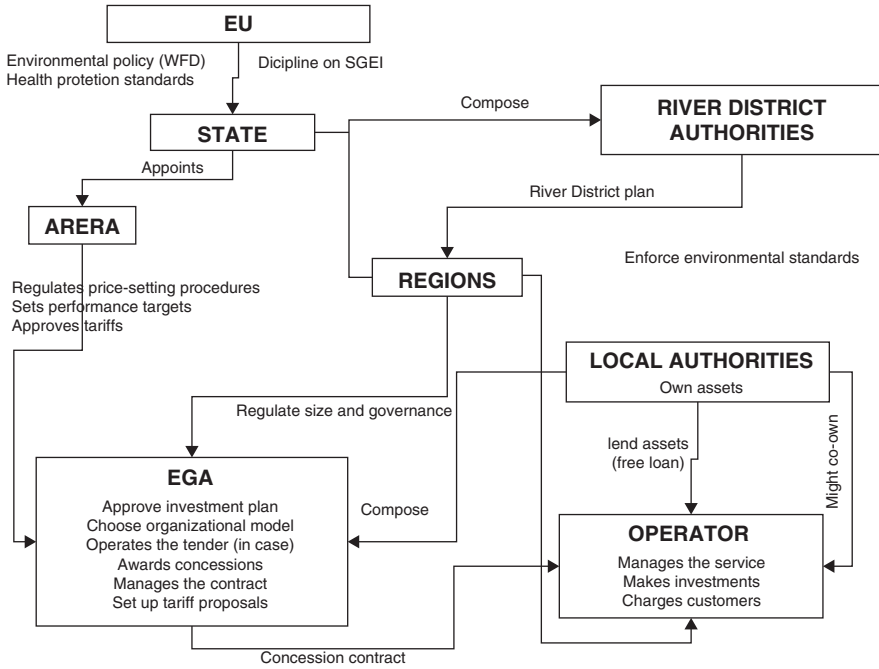 EU
Environmental policy (WFD)
Health protetion standards
Dicipline on SGEI
STATE
Compose
RIVER DISTRICT
AUTHORITIES
Appoints
River District plan
ARERA
Enforce environmental standards
REGIONS
Regulates price-setting procedures
Sets performance targets
Approves tariffs
LOCAL AUTHORITIES
Own assets
Regulate size and governance
lend assets
(free loan)
Might co-own
EGA
Approve investment plan
Choose organizational model
Operates the tender (in case)
Awards concessions
Manages the contract
Set up tariff proposals
Compose
OPERATOR
Manages the service
Makes investments
Charges customers
Concession contract